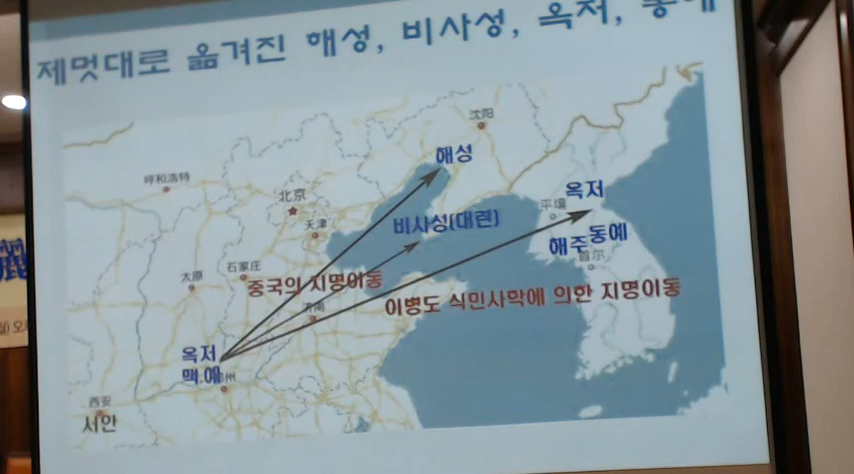 제멋대로 옮겨진 해성, 비사성, 옥저, 동예
沈阳
해성
呼和浩特
北京
옥저
平壤
비사성(대련)
天津
해주동예
首尔
石家庄
太原
중국의 지명이동
이병도 식민사학에 의한 지명이동
济南
옥저
맥예
郑州
西安
서안